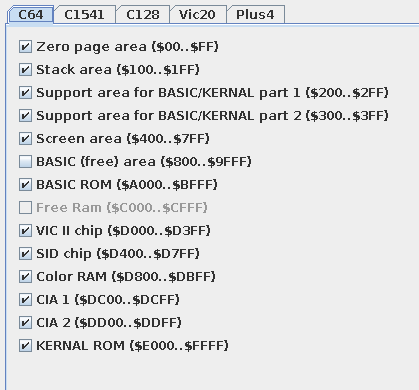 C64 C1541 C128 Vic20 Plus4
Zero page area ($00..$FF)
Stack area ($100..$1FF)
Support area for BASIC/KERNAL part 1 ($200..$2FF)
Support area for BASIC/KERNAL part 2 ($300..$3FF)
Screen area ($400..$7FF)
BASIC (free) area ($800..$9FFF)
BASIC ROM ($A000..$BFFF)
Free Ram ($C000..$CFFF)
VIC II chip ($D000..$D3FF)
SID chip ($D400..$D7FF)
Color RAM ($D800..$DBFF)
CIA 1 ($DC00..$DCFF)
CIA 2 ($DD00..$DDFF)
KERNAL ROM ($E000..$FFFF)